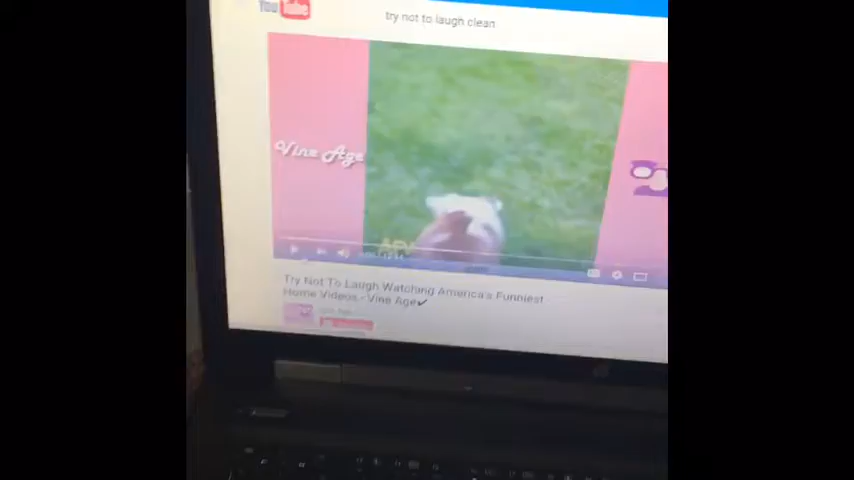 YouTube
try not to laugh clean
Vine Age
AFV
Try Not To Laugh Watching America's Funniest
Home Videos - Vine Age✔